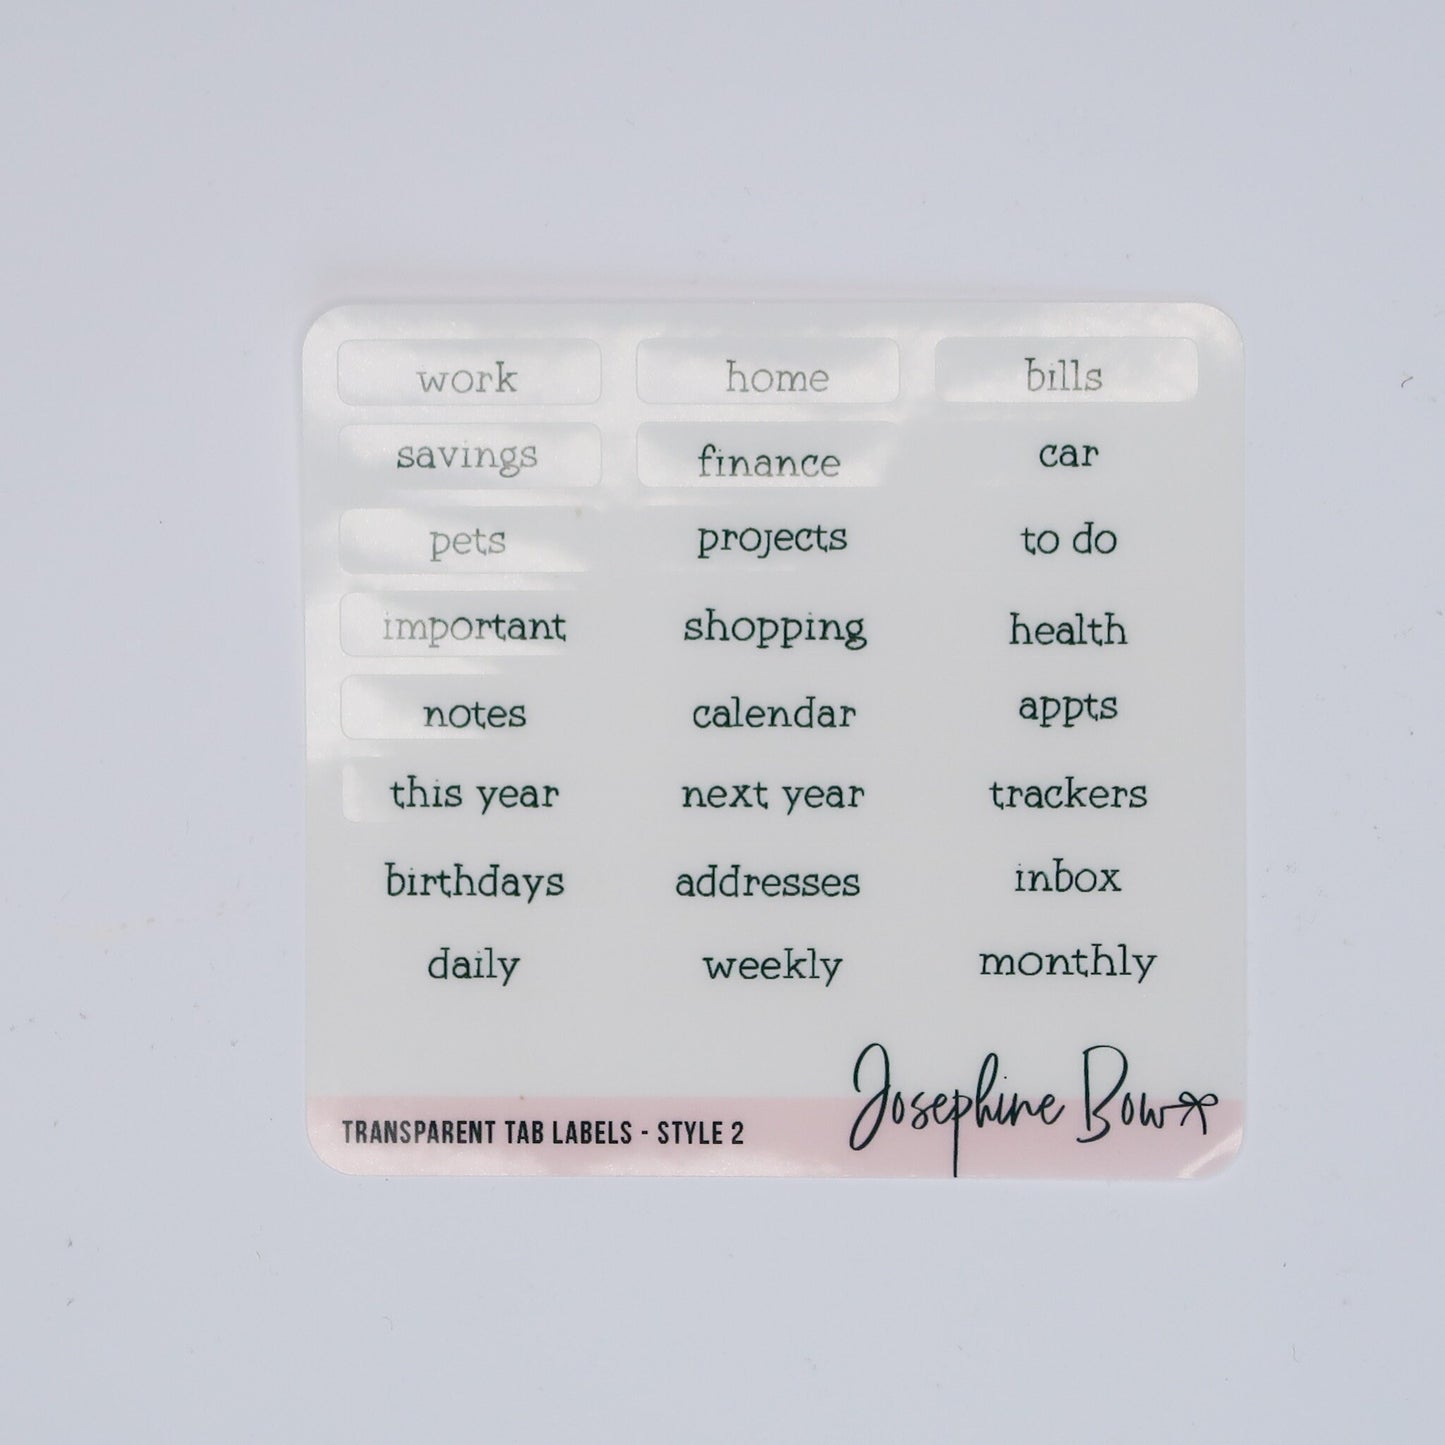 work home bills
savings finance car
pets projects to do
important shopping health
notes calendar appts
this year next year trackers
birthdays addresses inbox
daily weekly monthly
Josephine Bow
TRANSPARENT TAB LABELS - STYLE 2